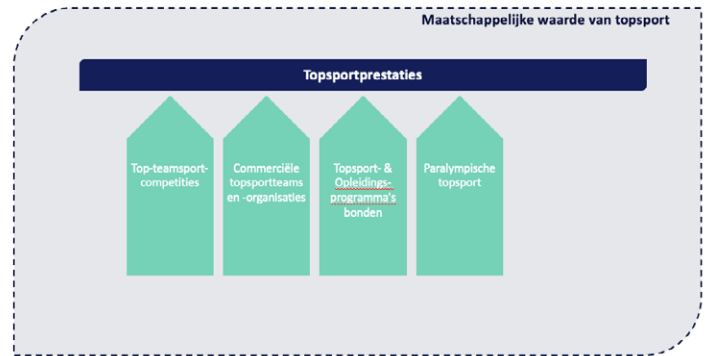 Maatschappelijke waarde van topsport
Topsportprestaties
Top-teamsport-
competities
Commerciële
topsportteams
en -organisaties
Topsport- &
Opleidings-
programma's
bonden
Paralympische
topsport